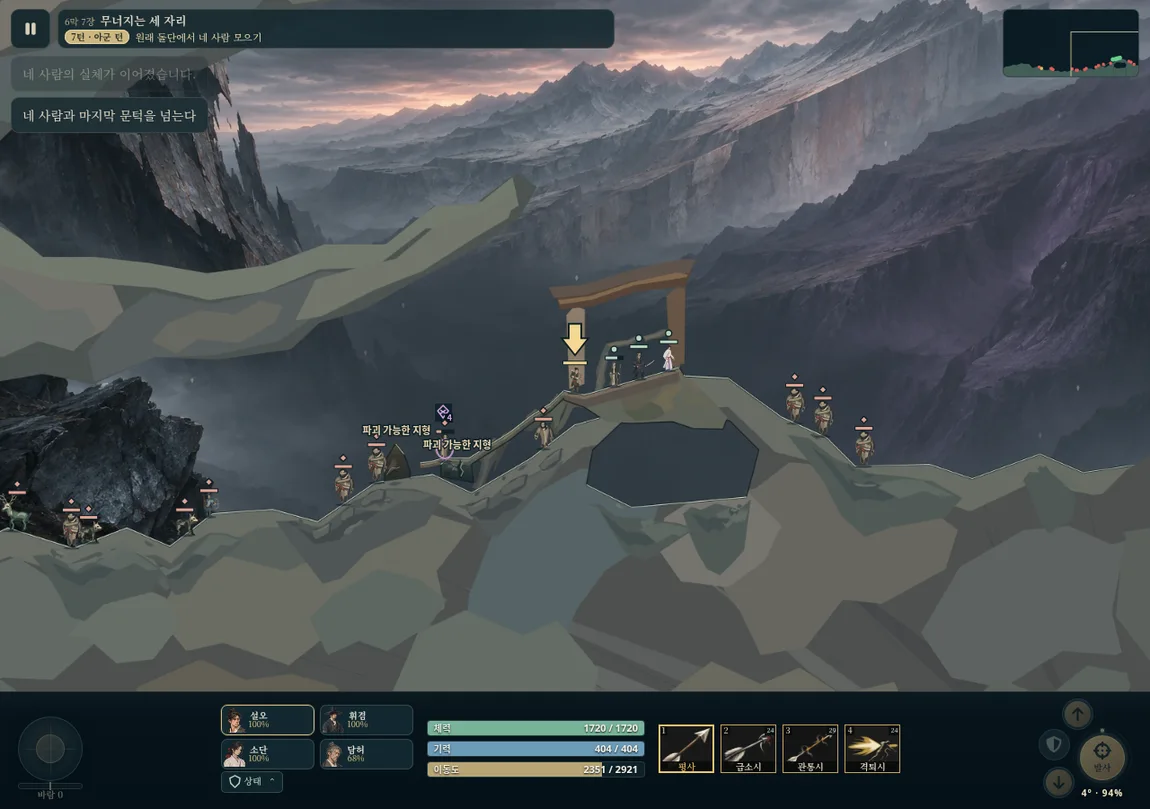 6막 7장 무너지는 세 자리
7턴 · 아군 턴 원래 돌단에서 네 사람 모으기
네 사람의 실체가 이어졌습니다.
네 사람과 마지막 문턱을 넘는다
4
파괴 가능한 지형
파괴 가능한 지형
설오
100%
휘겸
100%
소단
100%
담허
68%
상태
체력 1720 / 1720
기력 404 / 404
이동도 2351 / 2921
1
평사
2 24
급소시
3 29
관통시
4 24
격퇴시
바람 0
발사
4° · 94%